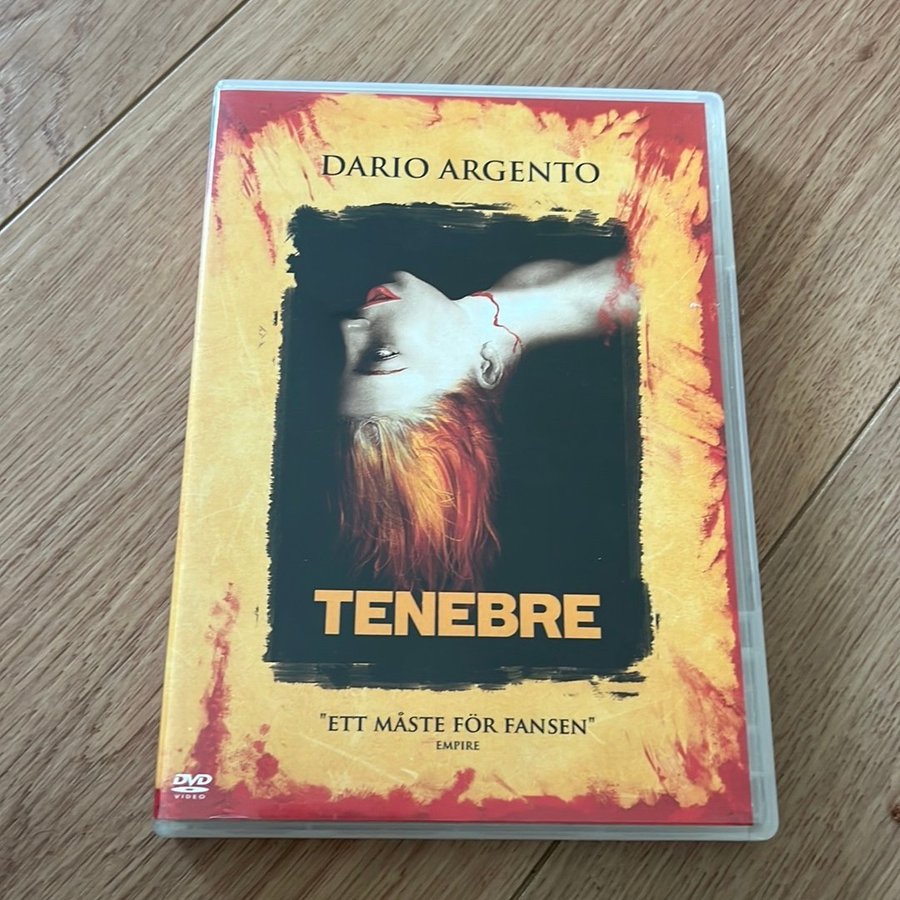 DARIO ARGENTO
TENEBRE
"ETT MÅSTE FÖR FANSEN"
EMPIRE
DVD
VIDEO